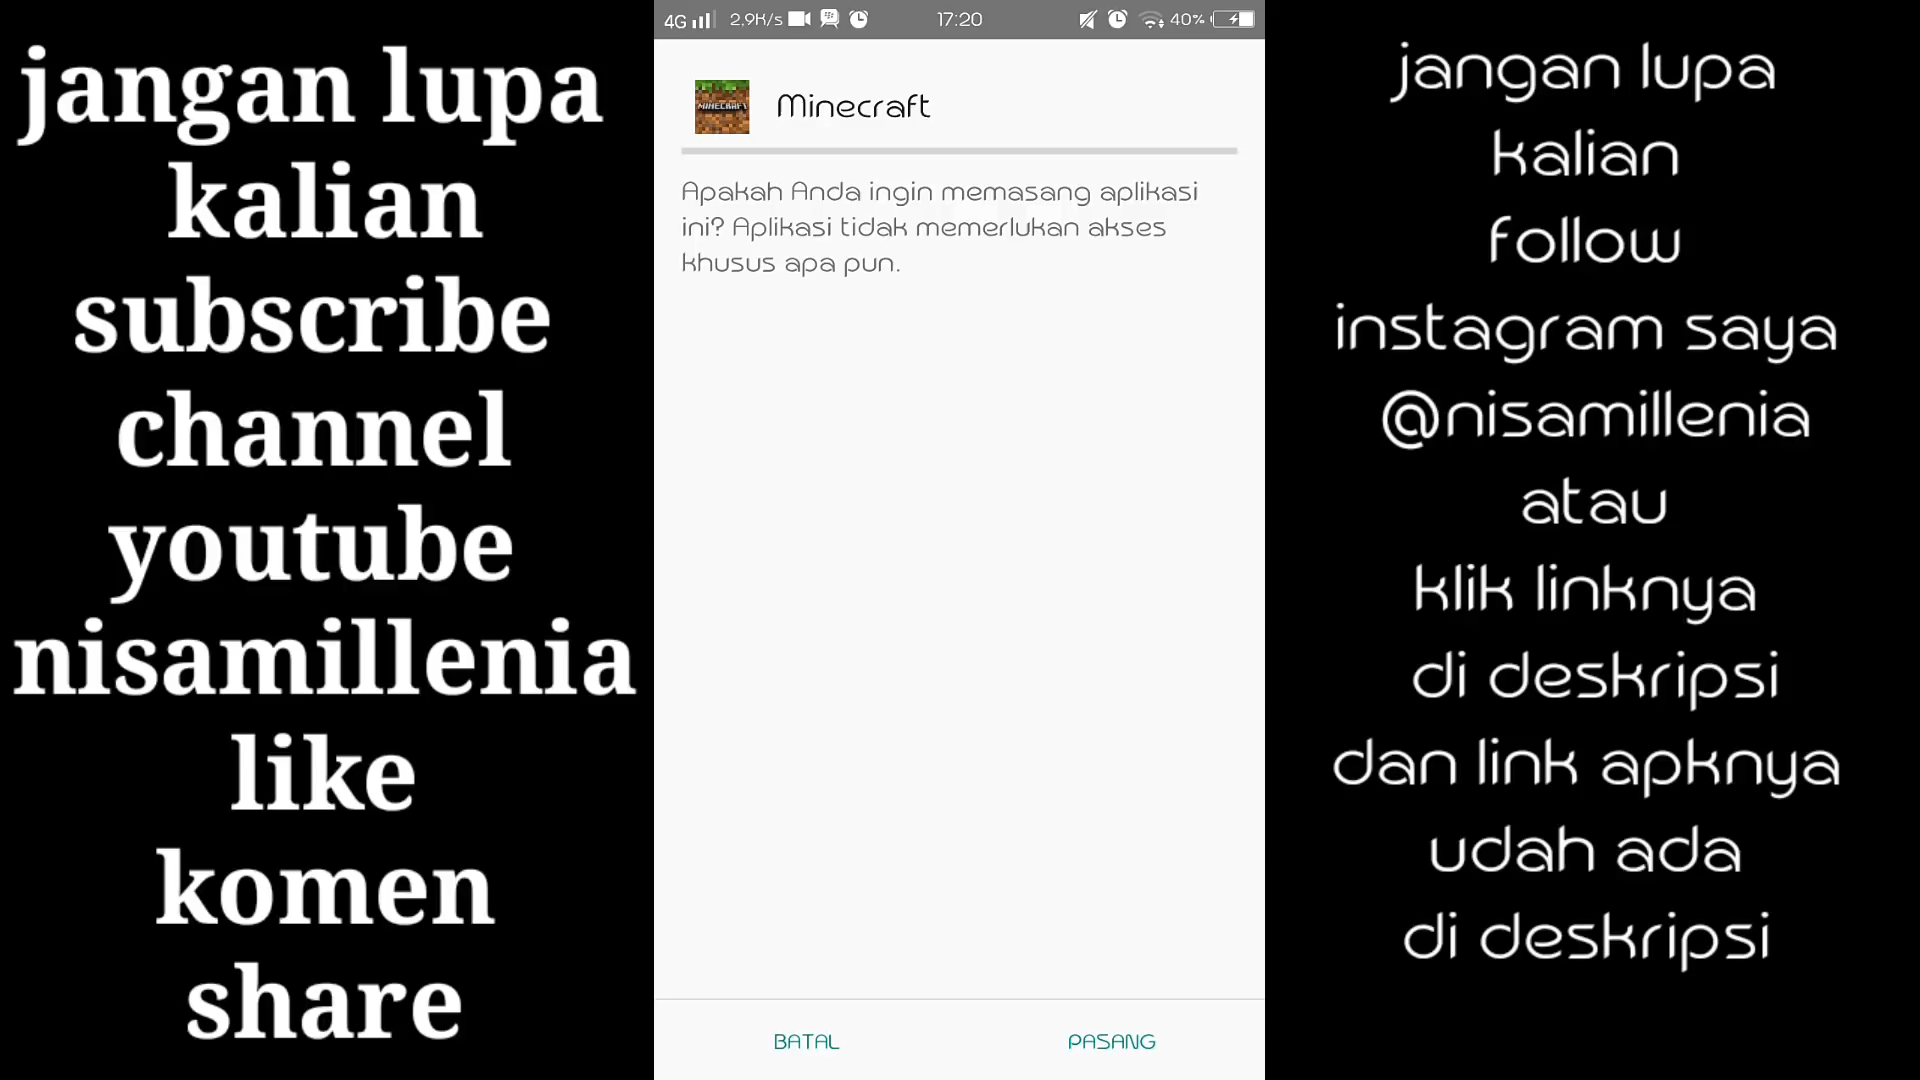 jangan lupa
kalian
subscribe
channel
youtube
nisamillenia
like
komen
share
4G 2,9K/s 17:20 40%
MINECRAFT
Minecraft
Apakah Anda ingin memasang aplikasi
ini? Aplikasi tidak memerlukan akses
khusus apa pun.
BATAL PASANG
jangan lupa
kalian
follow
instagram saya
@nisamillenia
atau
klik linknya
di deskripsi
dan link apknya
udah ada
di deskripsi